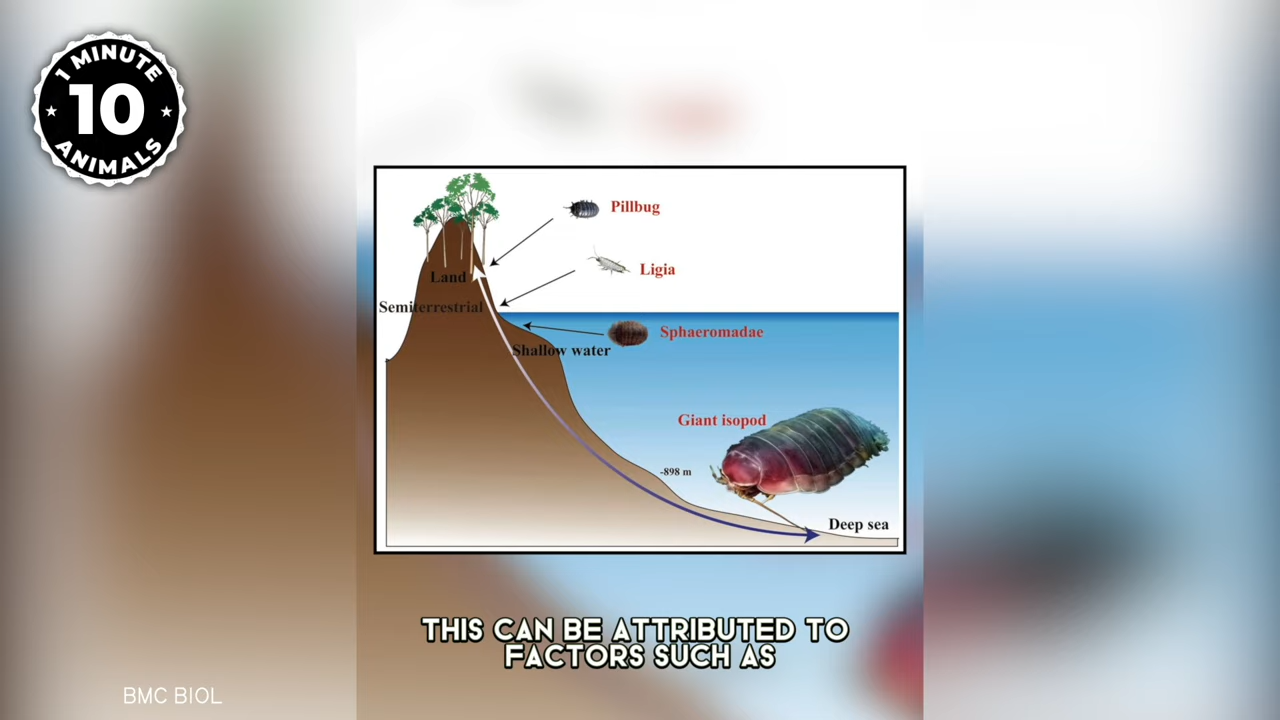 1 MINUTE
10
ANIMALS
Pillbug
Ligia
Land
Semiterrestrial
Sphaeromadae
Shallow water
Giant isopod
-898 m
Deep sea
THIS CAN BE ATTRIBUTED TO
FACTORS SUCH AS
BMC BIOL